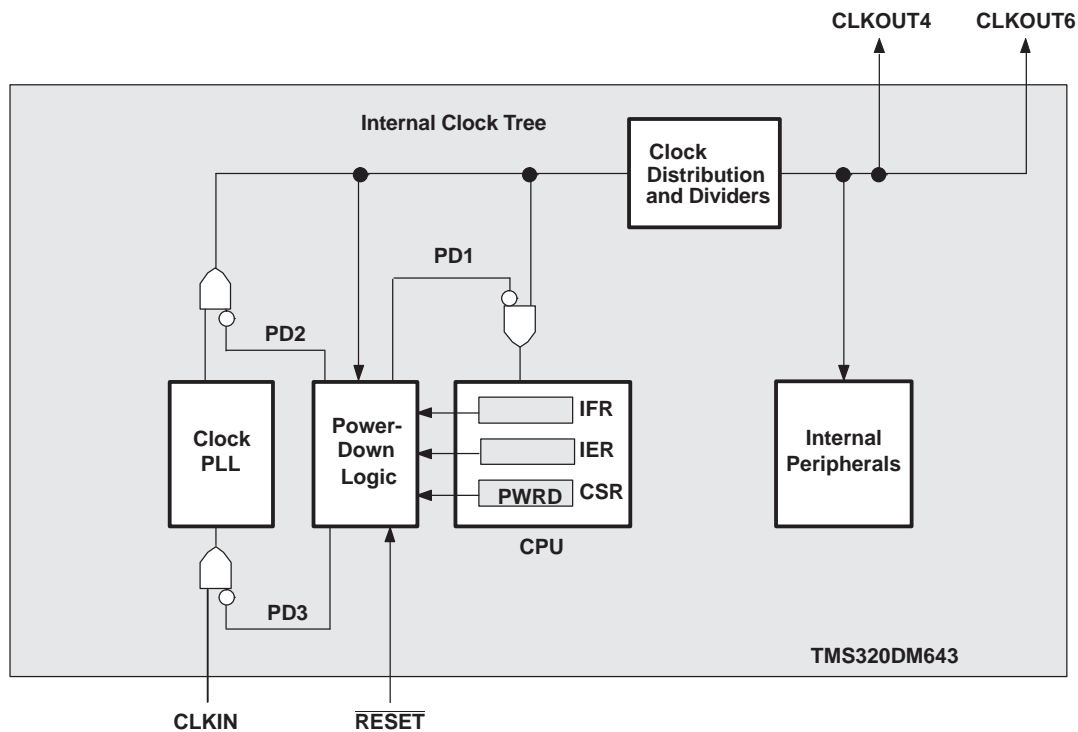 CLKOUT4 CLKOUT6
Internal Clock Tree
Clock
Distribution
and Dividers
PD1
PD2
Clock
PLL
Power-
Down
Logic
IFR
IER
PWRD CSR
CPU
Internal
Peripherals
PD3
TMS320DM643
CLKIN
RESET